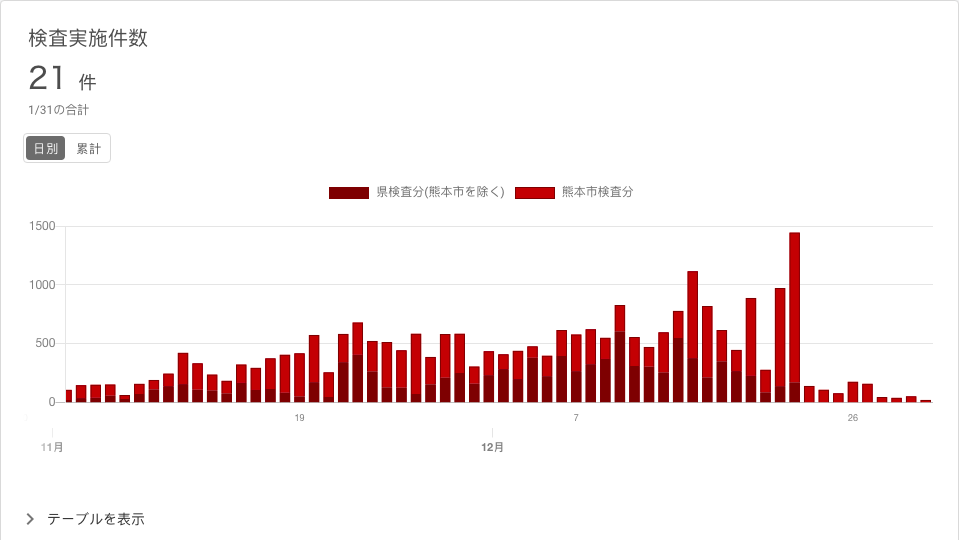 検査実施件数
21 件
1/31の合計
日別 累計
県検査分(熊本市を除く) 熊本市検査分
1500
1000
500
0
19 7 26
11月 12月
テーブルを表示